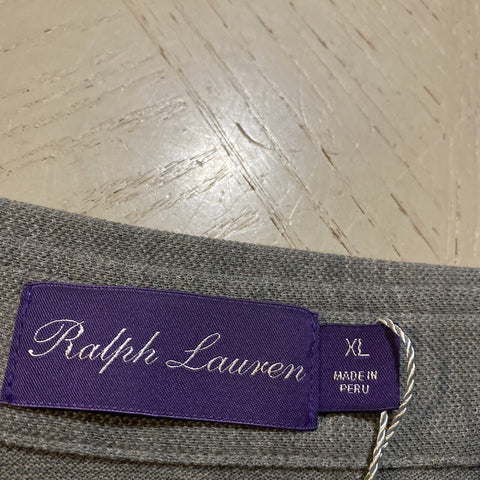 Ralph Lauren
XL
MADE IN
PERU